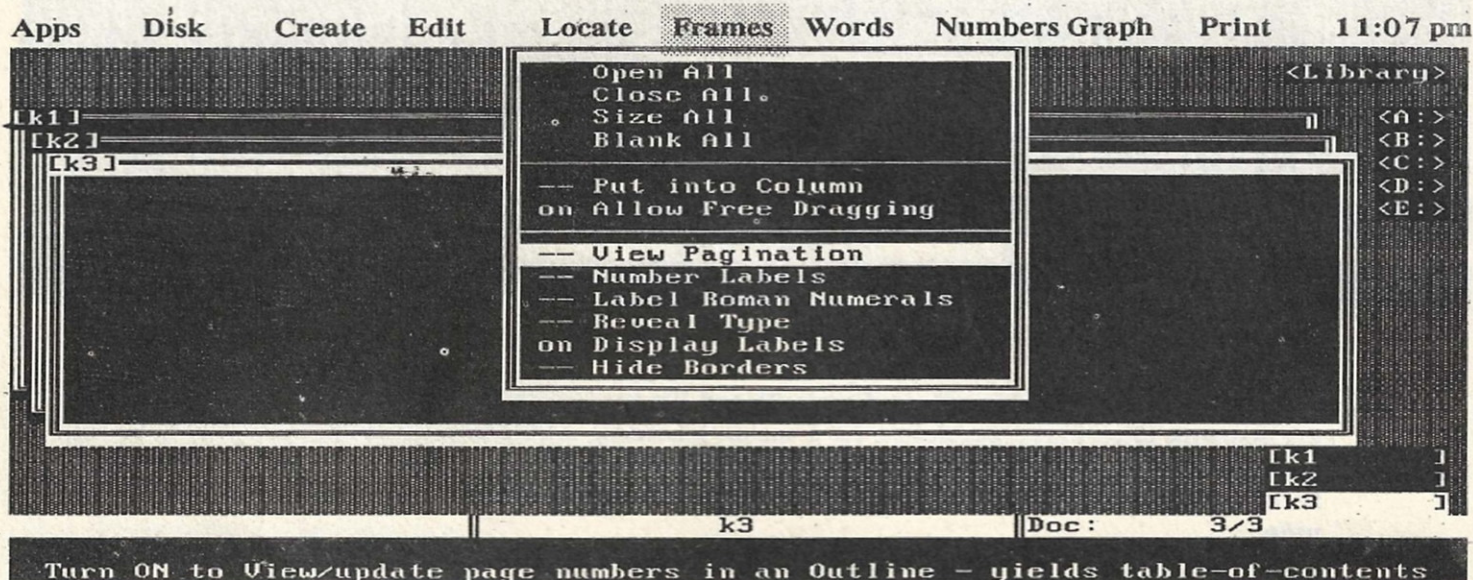 Apps Disk Create Edit Locate Frames Words Numbers Graph Print 11:07 pm
<Library>
Open All
Close All
Size All
Blank All
-- Put into Column
on Allow Free Dragging
-- View Pagination
-- Number Labels
-- Label Roman Numerals
-- Reveal Type
on Display Labels
-- Hide Borders
[k1]
[k2]
[k3]
<A:>
<B:>
<C:>
<D:>
<E:>
[k1 ]
[k2 ]
[k3 ]
k3 Doc: 3/3
Turn ON to View/update page numbers in an Outline - yields table-of-contents